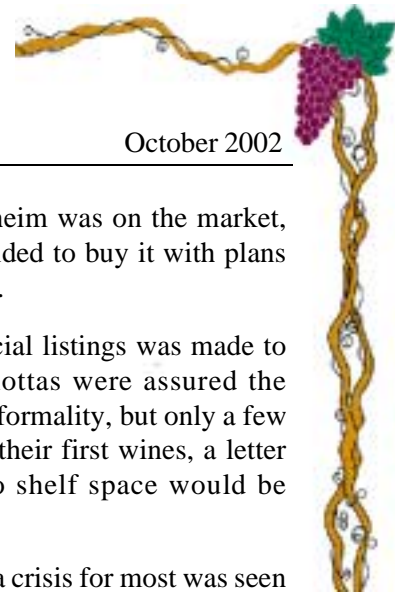 October 2002
heim was on the market,
ded to buy it with plans
.
cial listings was made to
ottas were assured the
formality, but only a few
their first wines, a letter
o shelf space would be
a crisis for most was seen